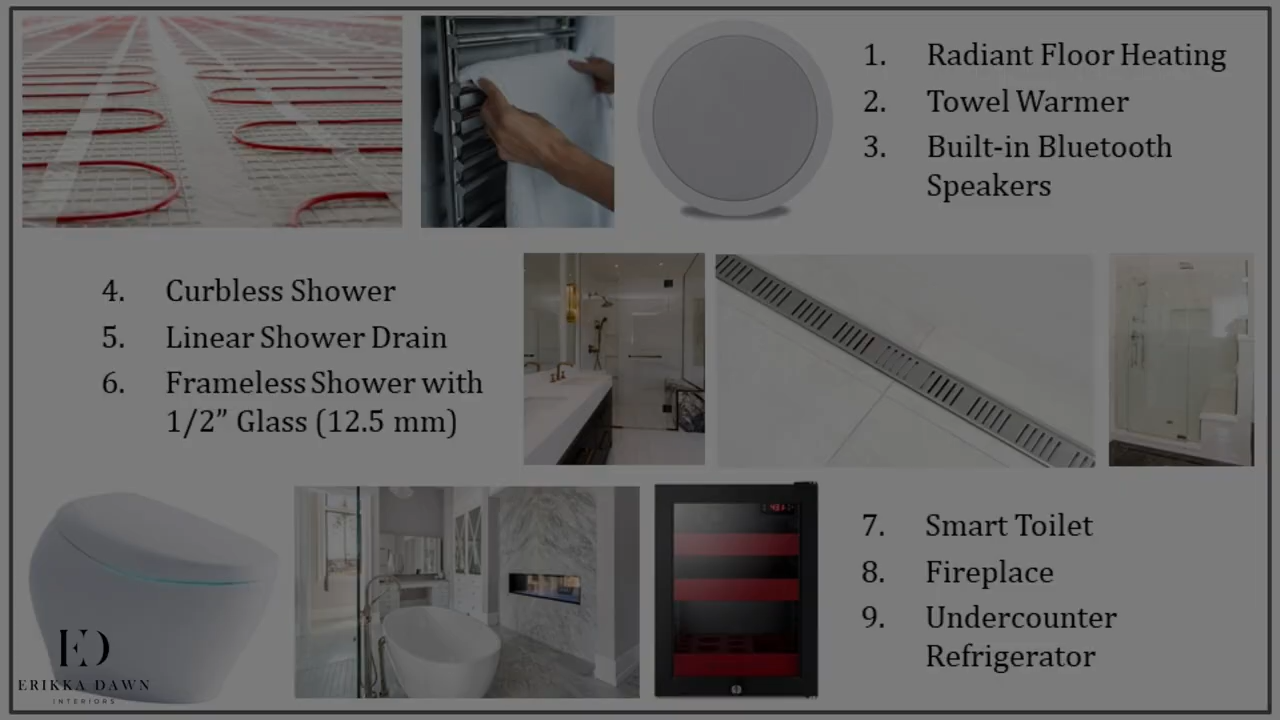 1. Radiant Floor Heating
2. Towel Warmer
3. Built-in Bluetooth
Speakers
4. Curbless Shower
5. Linear Shower Drain
6. Frameless Shower with
1/2” Glass (12.5 mm)
7. Smart Toilet
8. Fireplace
9. Undercounter
Refrigerator
ED
ERIKKA DAWN
INTERIORS